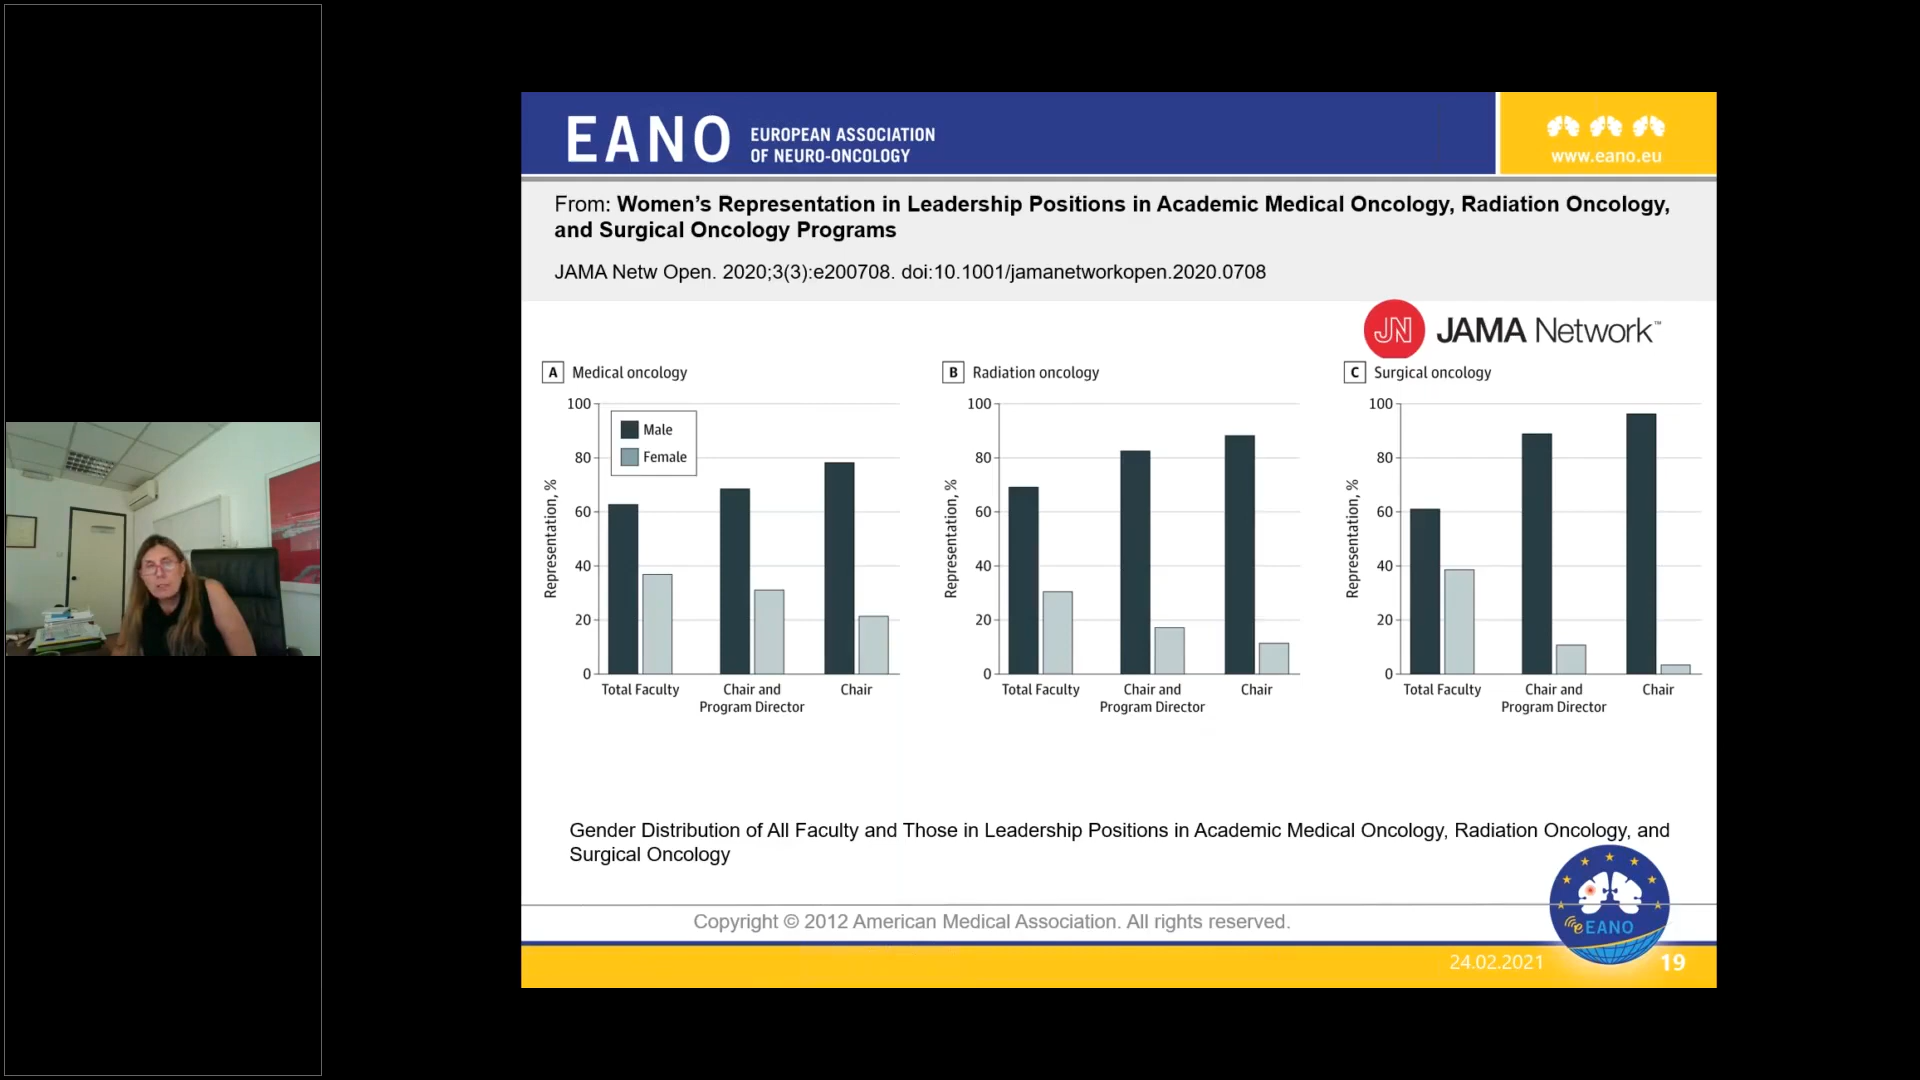 EANO
EUROPEAN ASSOCIATION
OF NEURO-ONCOLOGY
www.eano.eu
From: Women's Representation in Leadership Positions in Academic Medical Oncology, Radiation Oncology,
and Surgical Oncology Programs
JAMA Netw Open. 2020;3(3):e200708. doi:10.1001/jamanetworkopen.2020.0708
JN JAMA Network™
A Medical oncology
100
80
60
40
20
0
Representation, %
Male
Female
Total Faculty
Chair and
Program Director
Chair
B Radiation oncology
100
80
60
40
20
0
Representation, %
Total Faculty
Chair and
Program Director
Chair
C Surgical oncology
100
80
60
40
20
0
Representation, %
Total Faculty
Chair and
Program Director
Chair
Gender Distribution of All Faculty and Those in Leadership Positions in Academic Medical Oncology, Radiation Oncology, and
Surgical Oncology
Copyright © 2012 American Medical Association. All rights reserved.
eEANO
24.02.2021
19